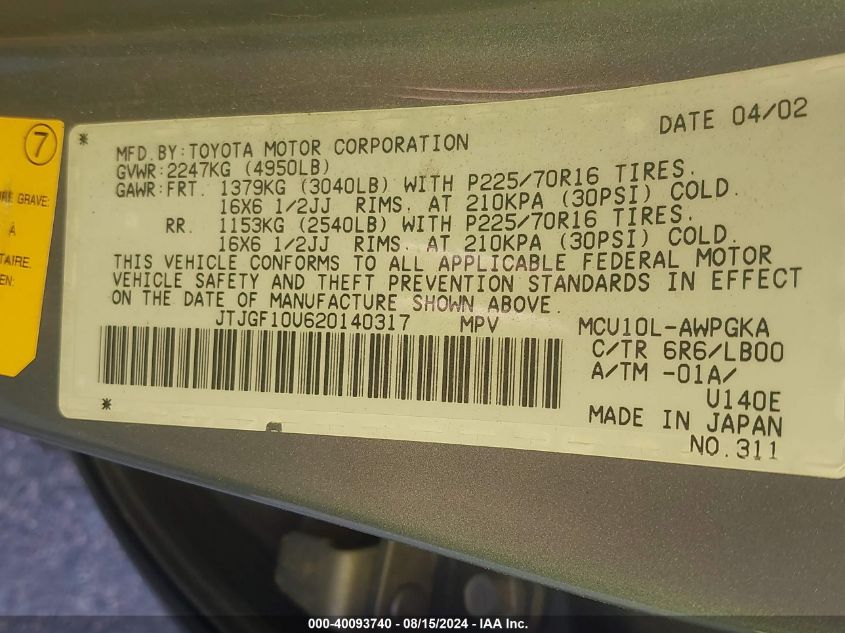 7
RE GRAVE
À
TAIRE.
EN:
* DATE 04/02
MFD.BY:TOYOTA MOTOR CORPORATION
GVWR:2247KG (4950LB)
GAWR:FRT. 1379KG (3040LB) WITH P225/70R16 TIRES.
16X6 1/2JJ RIMS. AT 210KPA (30PSI) COLD.
RR. 1153KG (2540LB) WITH P225/70R16 TIRES.
16X6 1/2JJ RIMS. AT 210KPA (30PSI) COLD.
THIS VEHICLE CONFORMS TO ALL APPLICABLE FEDERAL MOTOR
VEHICLE SAFETY AND THEFT PREVENTION STANDARDS IN EFFECT
ON THE DATE OF MANUFACTURE SHOWN ABOVE.
JTJGF10U620140317 MPV MCU10L-AWPGKA
C/TR 6R6/LB00
A/TM -01A/
U140E
*
MADE IN JAPAN
NO.311
000-40093740 - 08/15/2024 - IAA Inc.